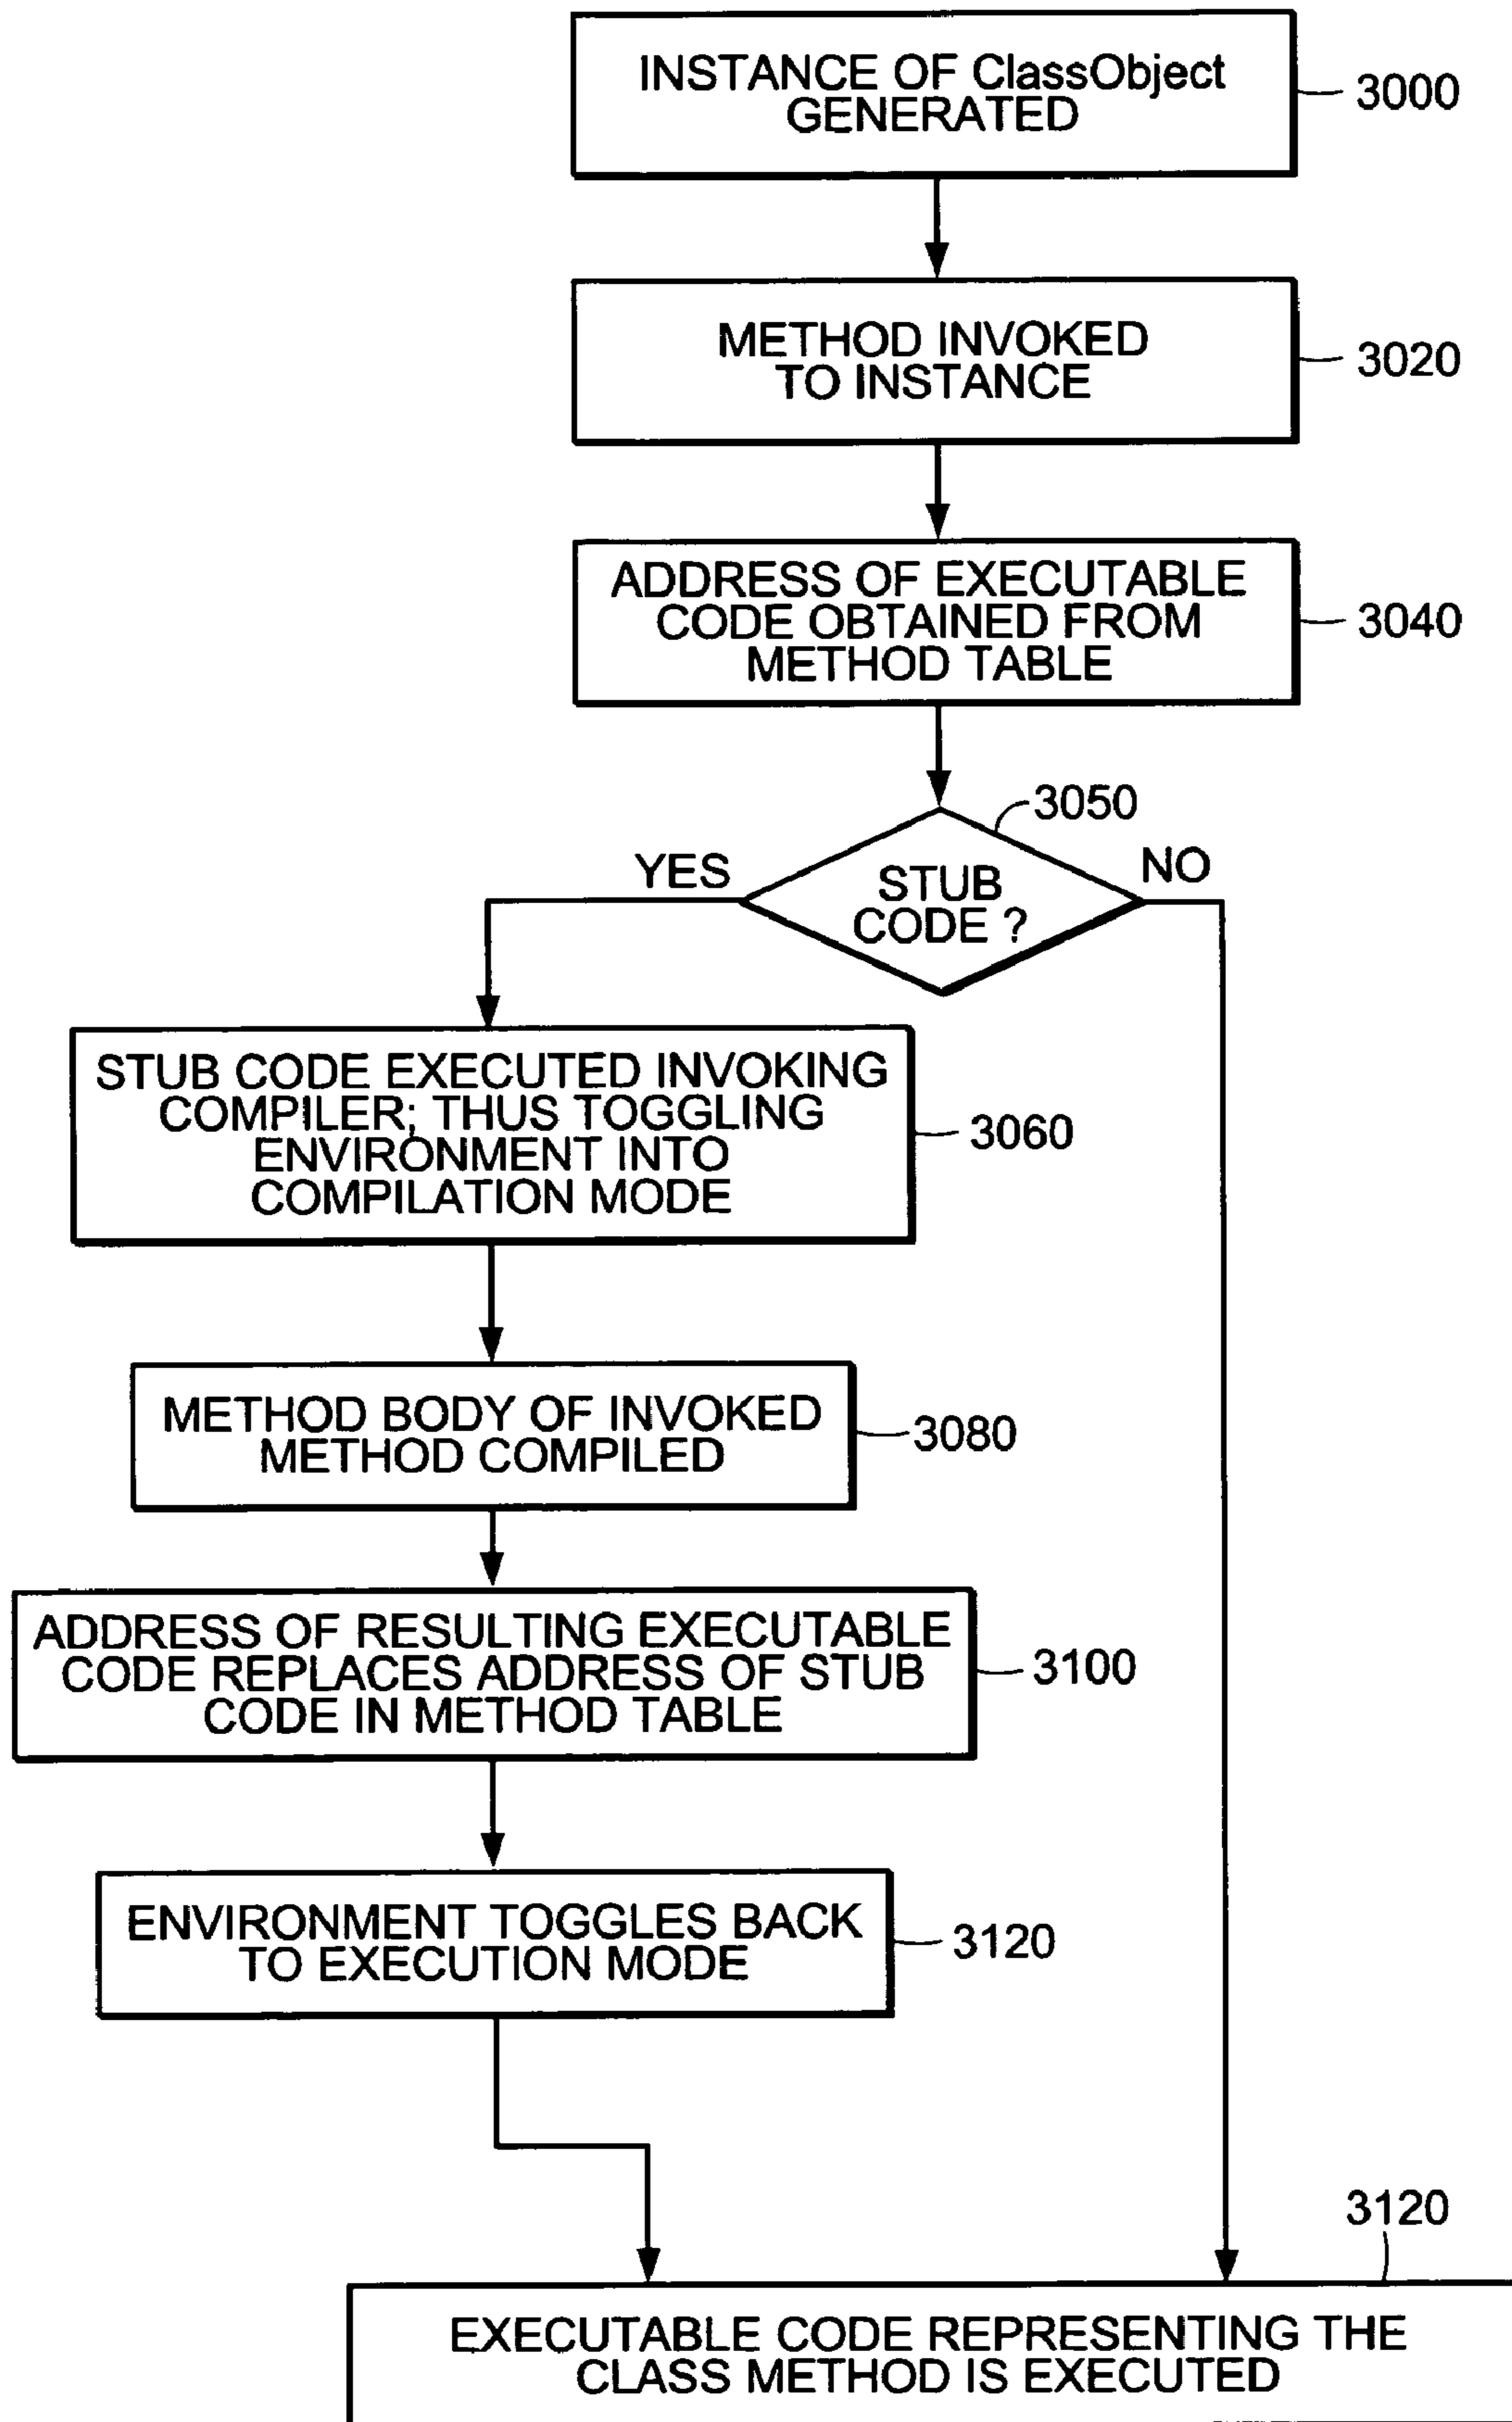 INSTANCE OF ClassObject
GENERATED
3000
METHOD INVOKED
TO INSTANCE
3020
ADDRESS OF EXECUTABLE
CODE OBTAINED FROM
METHOD TABLE
3040
3050
YES
STUB
CODE ?
NO
STUB CODE EXECUTED INVOKING
COMPILER; THUS TOGGLING
ENVIRONMENT INTO
COMPILATION MODE
3060
METHOD BODY OF INVOKED
METHOD COMPILED
3080
ADDRESS OF RESULTING EXECUTABLE
CODE REPLACES ADDRESS OF STUB
CODE IN METHOD TABLE
3100
ENVIRONMENT TOGGLES BACK
TO EXECUTION MODE
3120
3120
EXECUTABLE CODE REPRESENTING THE
CLASS METHOD IS EXECUTED